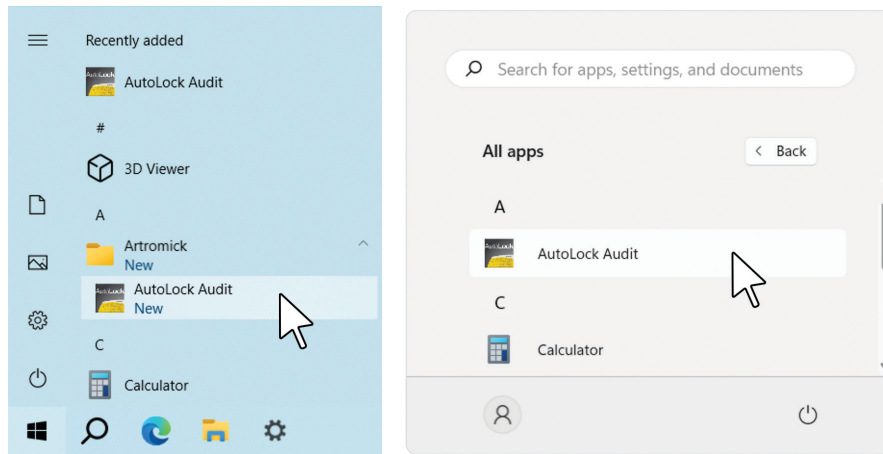 Recently added
AutoLock Audit
#
3D Viewer
A
Artromick
New
AutoLock Audit
New
C
Calculator
Search for apps, settings, and documents
All apps
< Back
A
AutoLock
AutoLock Audit
C
Calculator